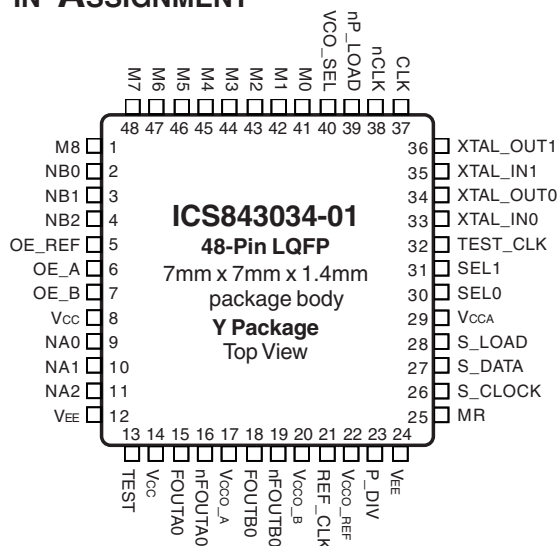 IN ASSIGNMENT
M7 M6 M5 M4 M3 M2 M1 M0 VCO_SEL nP_LOAD nCLK CLK
48 47 46 45 44 43 42 41 40 39 38 37
M8 1
NB0 2
NB1 3
NB2 4
OE_REF 5
OE_A 6
OE_B 7
VCC 8
NA0 9
NA1 10
NA2 11
VEE 12
ICS843034-01
48-Pin LQFP
7mm x 7mm x 1.4mm
package body
Y Package
Top View
36 XTAL_OUT1
35 XTAL_IN1
34 XTAL_OUT0
33 XTAL_IN0
32 TEST_CLK
31 SEL1
30 SEL0
29 VCCA
28 S_LOAD
27 S_DATA
26 S_CLOCK
25 MR
13 14 15 16 17 18 19 20 21 22 23 24
TEST VCC FOUTA0 nFOUTA0 VCCO_A FOUTB0 nFOUTB0 VCCO_B REF_CLK VCCO_REF P_DIV VEE